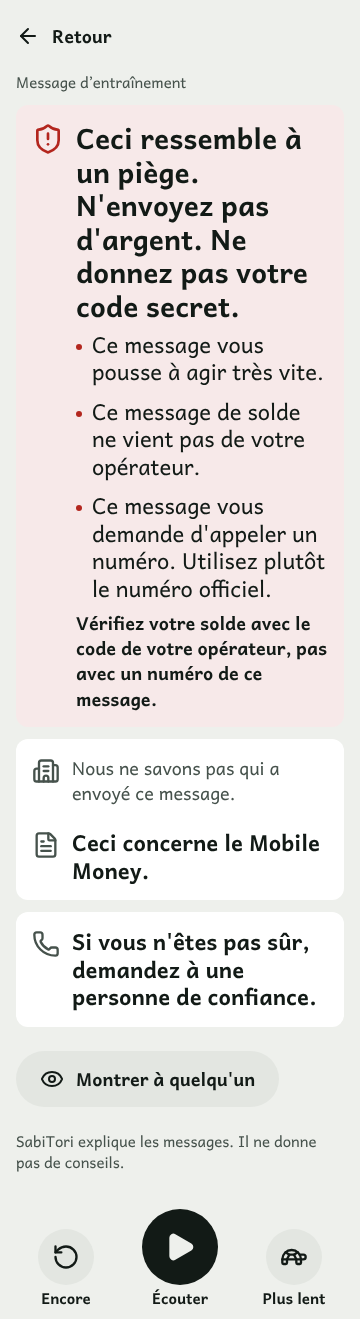 Retour
Message d’entraînement
Ceci ressemble à
un piège.
N'envoyez pas
d'argent. Ne
donnez pas votre
code secret.
• Ce message vous
pousse à agir très vite.
• Ce message de solde
ne vient pas de votre
opérateur.
• Ce message vous
demande d'appeler un
numéro. Utilisez plutôt
le numéro officiel.
Vérifiez votre solde avec le
code de votre opérateur, pas
avec un numéro de ce
message.
Nous ne savons pas qui a
envoyé ce message.
Ceci concerne le Mobile
Money.
Si vous n'êtes pas sûr,
demandez à une
personne de confiance.
Montrer à quelqu'un
SabiTori explique les messages. Il ne donne
pas de conseils.
Encore
Écouter
Plus lent